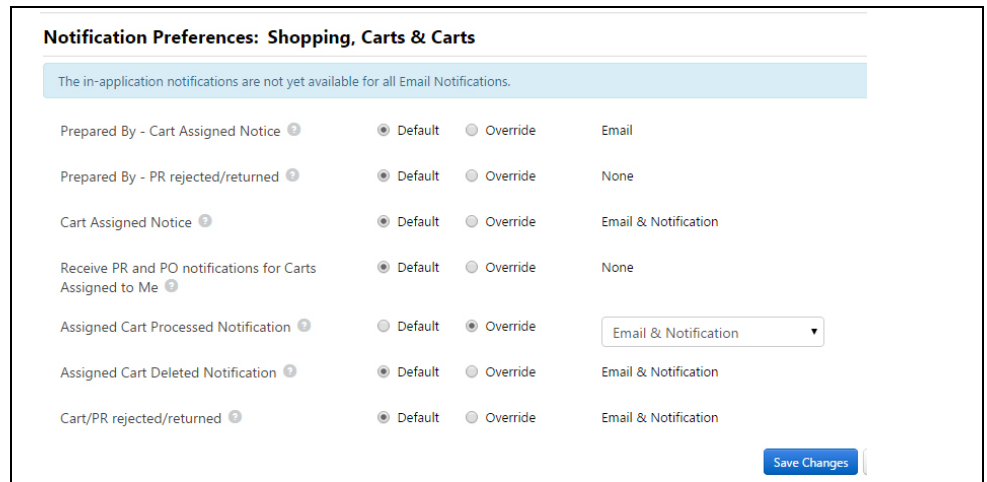 Notification Preferences: Shopping, Carts & Carts
The in-application notifications are not yet available for all Email Notifications.
Prepared By - Cart Assigned Notice ? Default Override Email
Prepared By - PR rejected/returned ? Default Override None
Cart Assigned Notice ? Default Override Email & Notification
Receive PR and PO notifications for Carts
Assigned to Me ? Default Override None
Assigned Cart Processed Notification ? Default Override Email & Notification
Assigned Cart Deleted Notification ? Default Override Email & Notification
Cart/PR rejected/returned ? Default Override Email & Notification
Save Changes